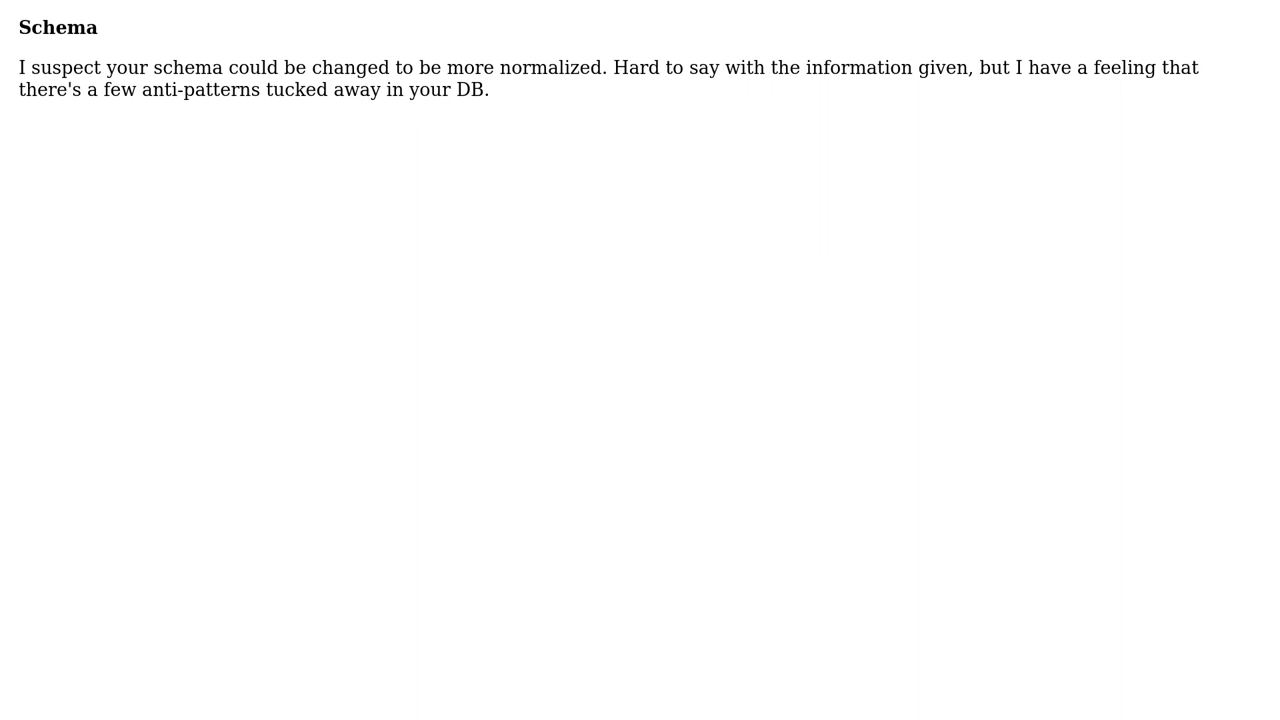 Schema
I suspect your schema could be changed to be more normalized. Hard to say with the information given, but I have a feeling that
there's a few anti-patterns tucked away in your DB.